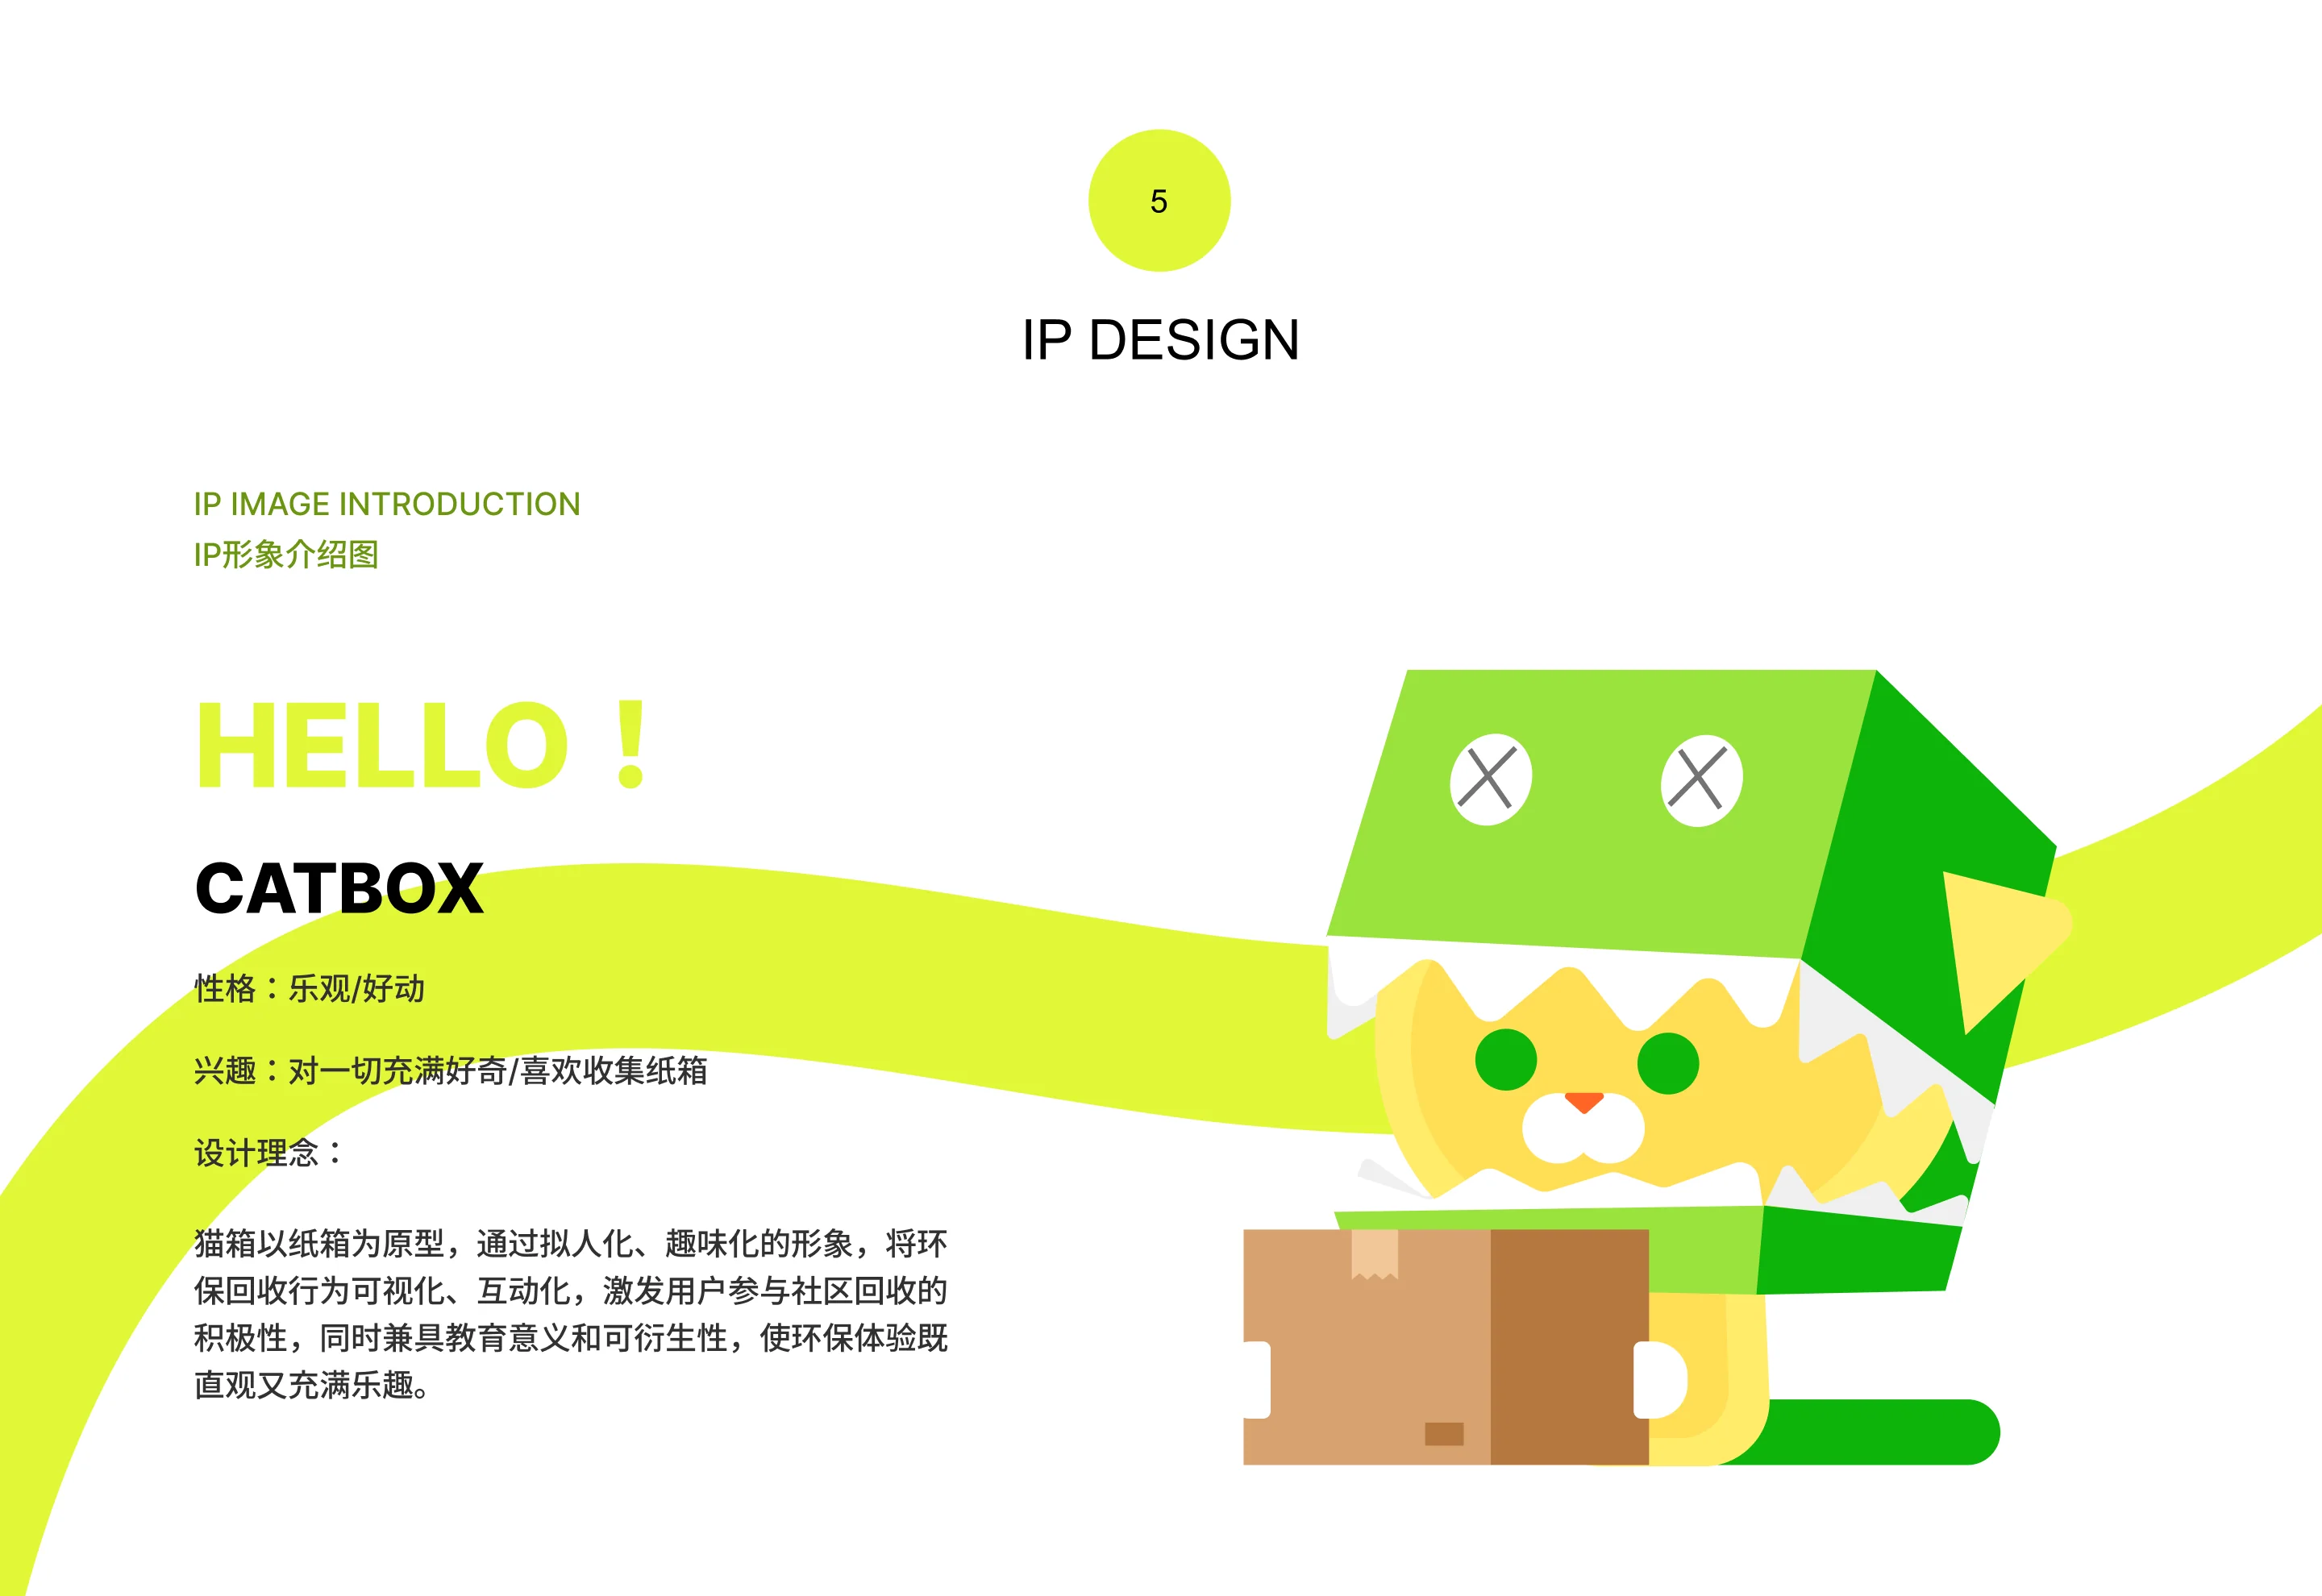 5
IP DESIGN
IP IMAGE INTRODUCTION
IP形象介绍图
HELLO！
CATBOX
性格：乐观/好动
兴趣：对一切充满好奇/喜欢收集纸箱
设计理念：
猫箱以纸箱为原型，通过拟人化、趣味化的形象，将环
保回收行为可视化、互动化，激发用户参与社区回收的
积极性，同时兼具教育意义和可衍生性，使环保体验既
直观又充满乐趣。